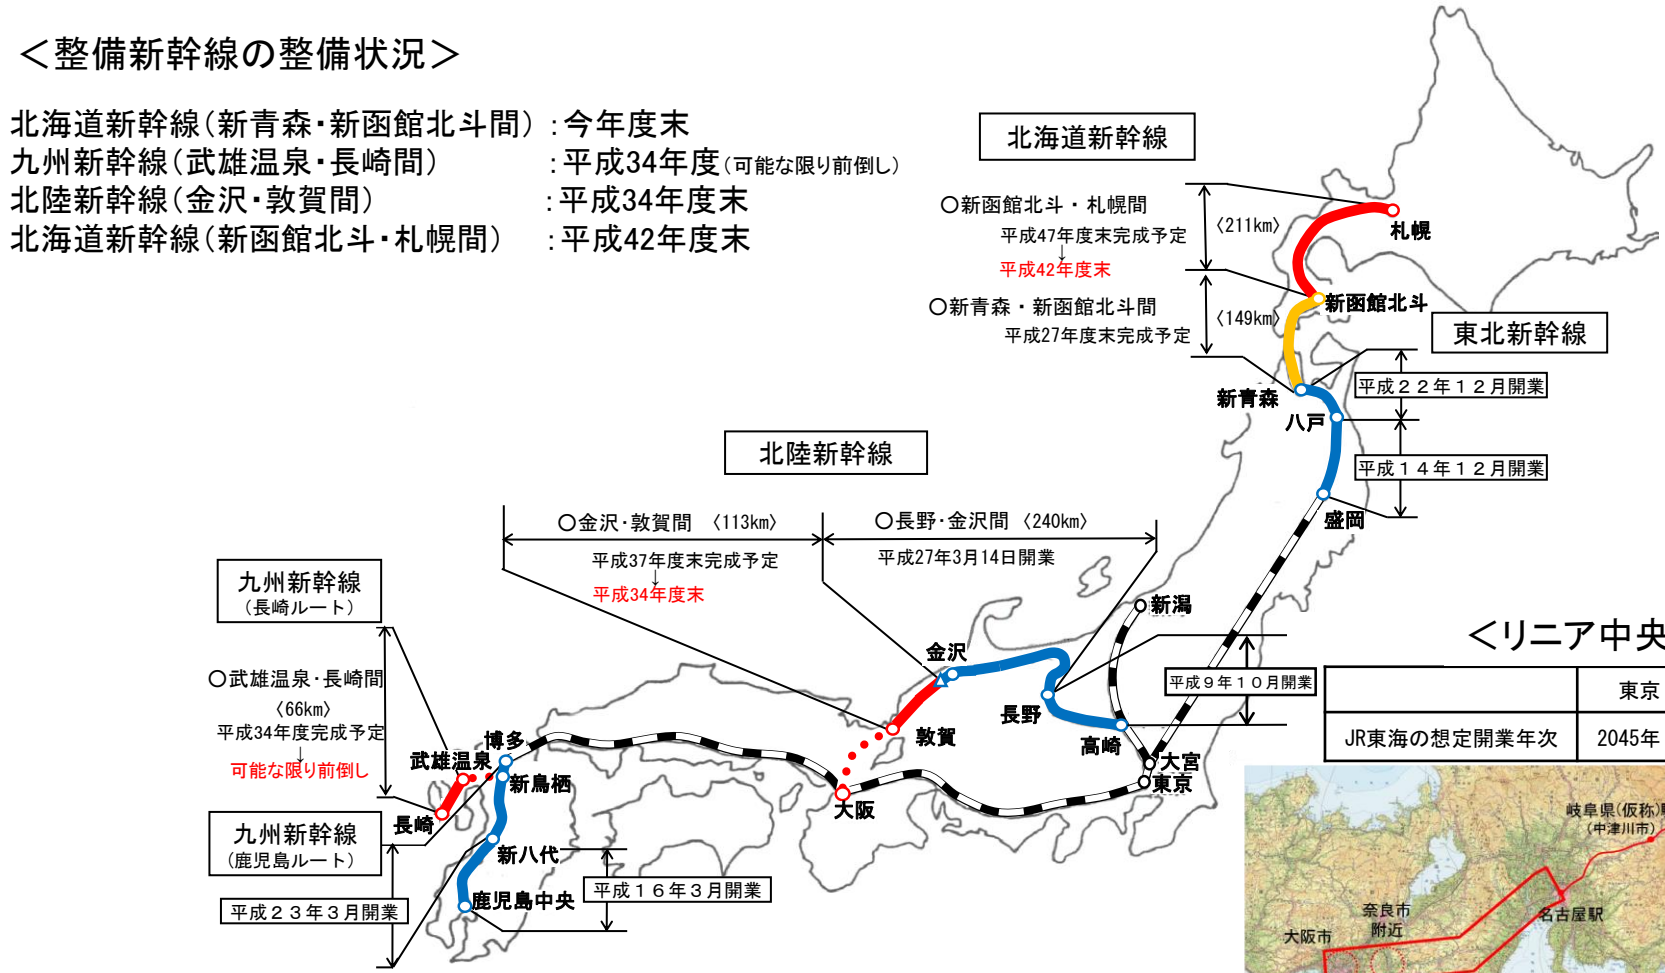 ＜整備新幹線の整備状況＞
北海道新幹線（新青森・新函館北斗間）：今年度末
九州新幹線（武雄温泉・長崎間）：平成34年度（可能な限り前倒し）
北陸新幹線（金沢・敦賀間）：平成34年度末
北海道新幹線（新函館北斗・札幌間）：平成42年度末
北海道新幹線
○新函館北斗・札幌間
〈211km〉
平成47年度末完成予定
↓
平成42年度末
札幌
○新青森・新函館北斗間
〈149km〉
平成27年度末完成予定
新函館北斗
東北新幹線
平成22年12月開業
新青森
八戸
平成14年12月開業
盛岡
北陸新幹線
○金沢・敦賀間 〈113km〉
平成37年度末完成予定
↓
平成34年度末
○長野・金沢間 〈240km〉
平成27年3月14日開業
新潟
金沢
平成9年10月開業
長野
敦賀
高崎
大宮
東京
大阪
九州新幹線
（長崎ルート）
○武雄温泉・長崎間
〈66km〉
平成34年度完成予定
↓
可能な限り前倒し
博多
武雄温泉
新鳥栖
長崎
九州新幹線
（鹿児島ルート）
新八代
平成16年3月開業
鹿児島中央
平成23年3月開業
＜リニア中央
東京
JR東海の想定開業年次 2045年
岐阜県（仮称）駅
（中津川市）
名古屋駅
奈良市
附近
大阪市